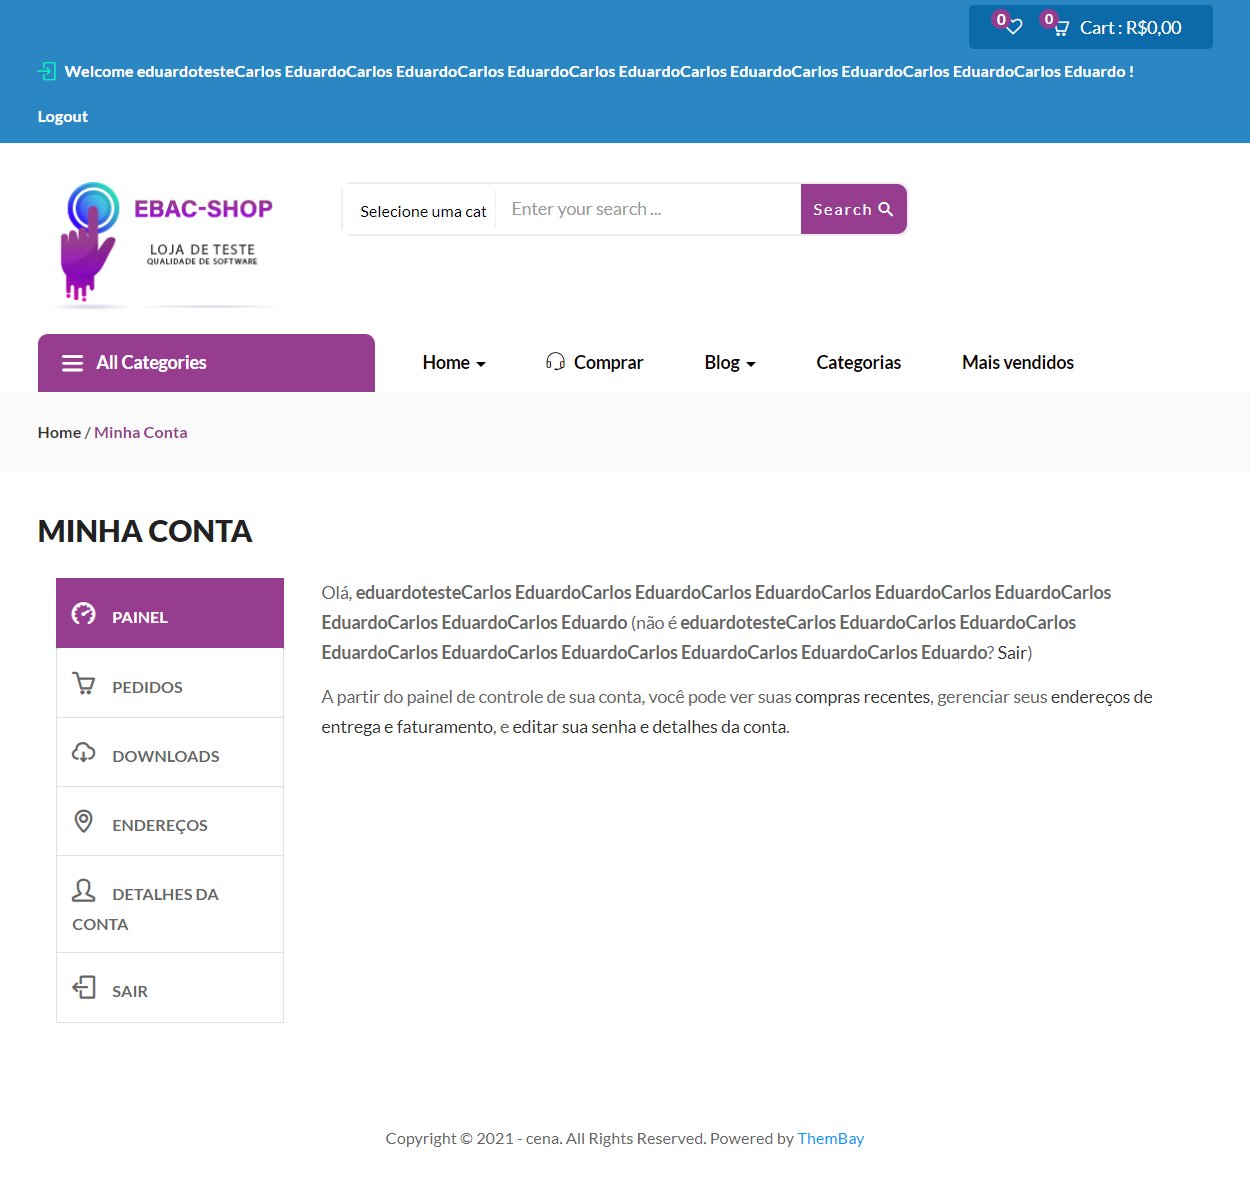 0
0
Cart : R$0,00
Welcome eduardotesteCarlos EduardoCarlos EduardoCarlos EduardoCarlos EduardoCarlos EduardoCarlos EduardoCarlos EduardoCarlos Eduardo !
Logout
EBAC-SHOP
LOJA DE TESTE
QUALIDADE DE SOFTWARE
Selecione uma cat
Enter your search ...
Search
All Categories
Home
Comprar
Blog
Categorias
Mais vendidos
Home / Minha Conta
MINHA CONTA
PAINEL
PEDIDOS
DOWNLOADS
ENDEREÇOS
DETALHES DA
CONTA
SAIR
Olá, eduardotesteCarlos EduardoCarlos EduardoCarlos EduardoCarlos EduardoCarlos EduardoCarlos
EduardoCarlos EduardoCarlos Eduardo (não é eduardotesteCarlos EduardoCarlos EduardoCarlos
EduardoCarlos EduardoCarlos EduardoCarlos EduardoCarlos EduardoCarlos Eduardo? Sair)
A partir do painel de controle de sua conta, você pode ver suas compras recentes, gerenciar seus endereços de
entrega e faturamento, e editar sua senha e detalhes da conta.
Copyright © 2021 - cena. All Rights Reserved. Powered by ThemBay